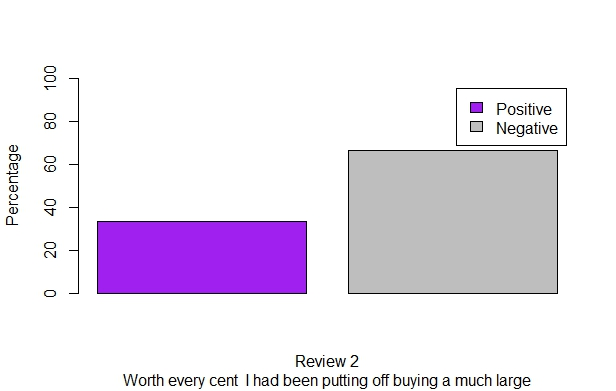 100
80
60
40
20
0
Percentage
Positive
Negative
Review 2
Worth every cent  I had been putting off buying a much large